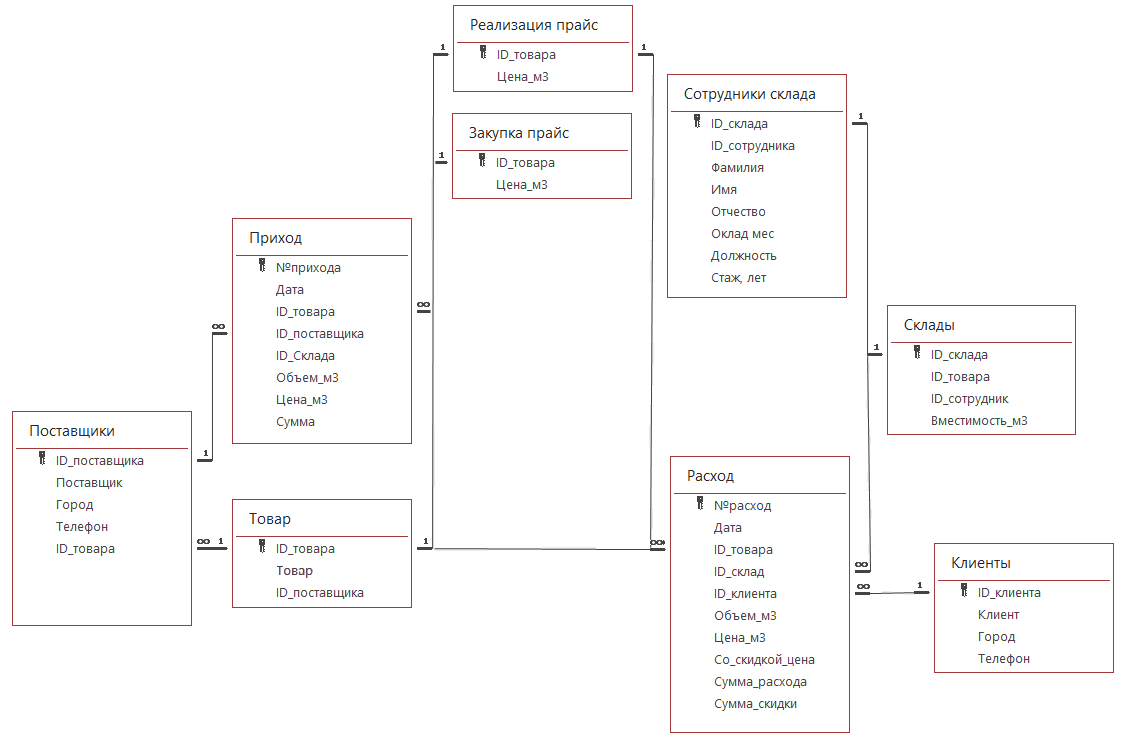 Реализация прайс
ID_товара
Цена_м3
Закупка прайс
ID_товара
Цена_м3
Сотрудники склада
ID_склада
ID_сотрудника
Фамилия
Имя
Отчество
Оклад мес
Должность
Стаж, лет
Приход
№прихода
Дата
ID_товара
ID_поставщика
ID_Склада
Объем_м3
Цена_м3
Сумма
Склады
ID_склада
ID_товара
ID_сотрудник
Вместимость_м3
Поставщики
ID_поставщика
Поставщик
Город
Телефон
ID_товара
Товар
ID_товара
Товар
ID_поставщика
Расход
№расход
Дата
ID_товара
ID_склад
ID_клиента
Объем_м3
Цена_м3
Со_скидкой_цена
Сумма_расхода
Сумма_скидки
Клиенты
ID_клиента
Клиент
Город
Телефон
1
1
1
1
1
1
1
1
1
∞
∞
∞
∞
∞
∞